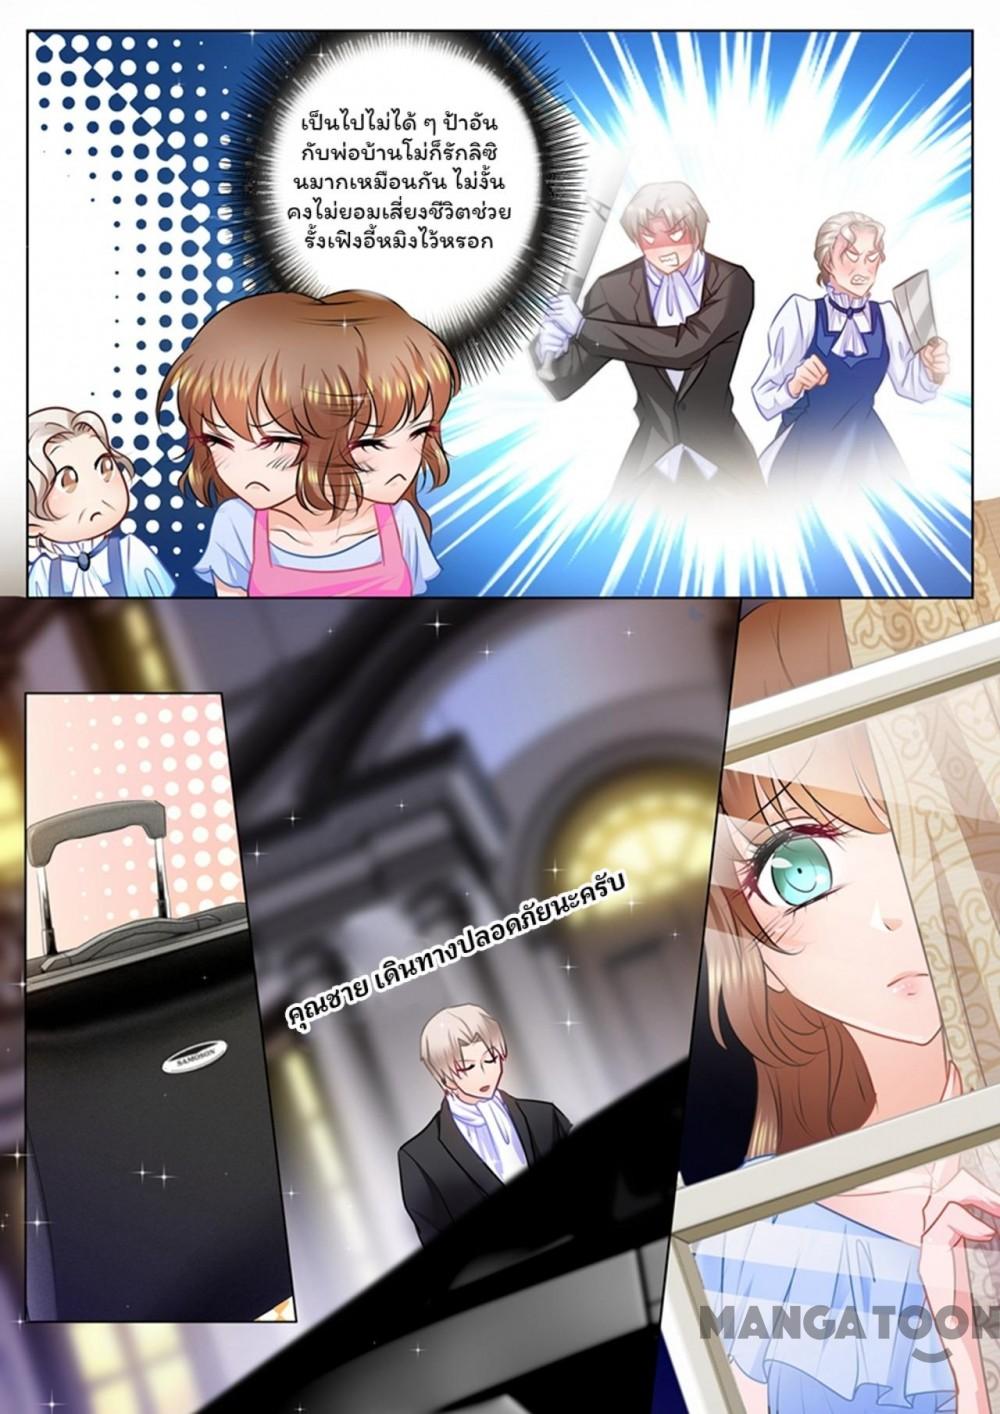 เป็นไปไม่ได้ ๆ ป้าอัน
กับพ่อบ้านโม่ก็รักลิซิ
นมากเหมือนกัน ไม่งั้น
คงไม่ยอมเสี่ยงชีวิตช่วย
รั้งเฟิงอี้หมิงไว้หรอก
คุณชาย เดินทางปลอดภัยนะครับ
SAMOSON
MANGATOON